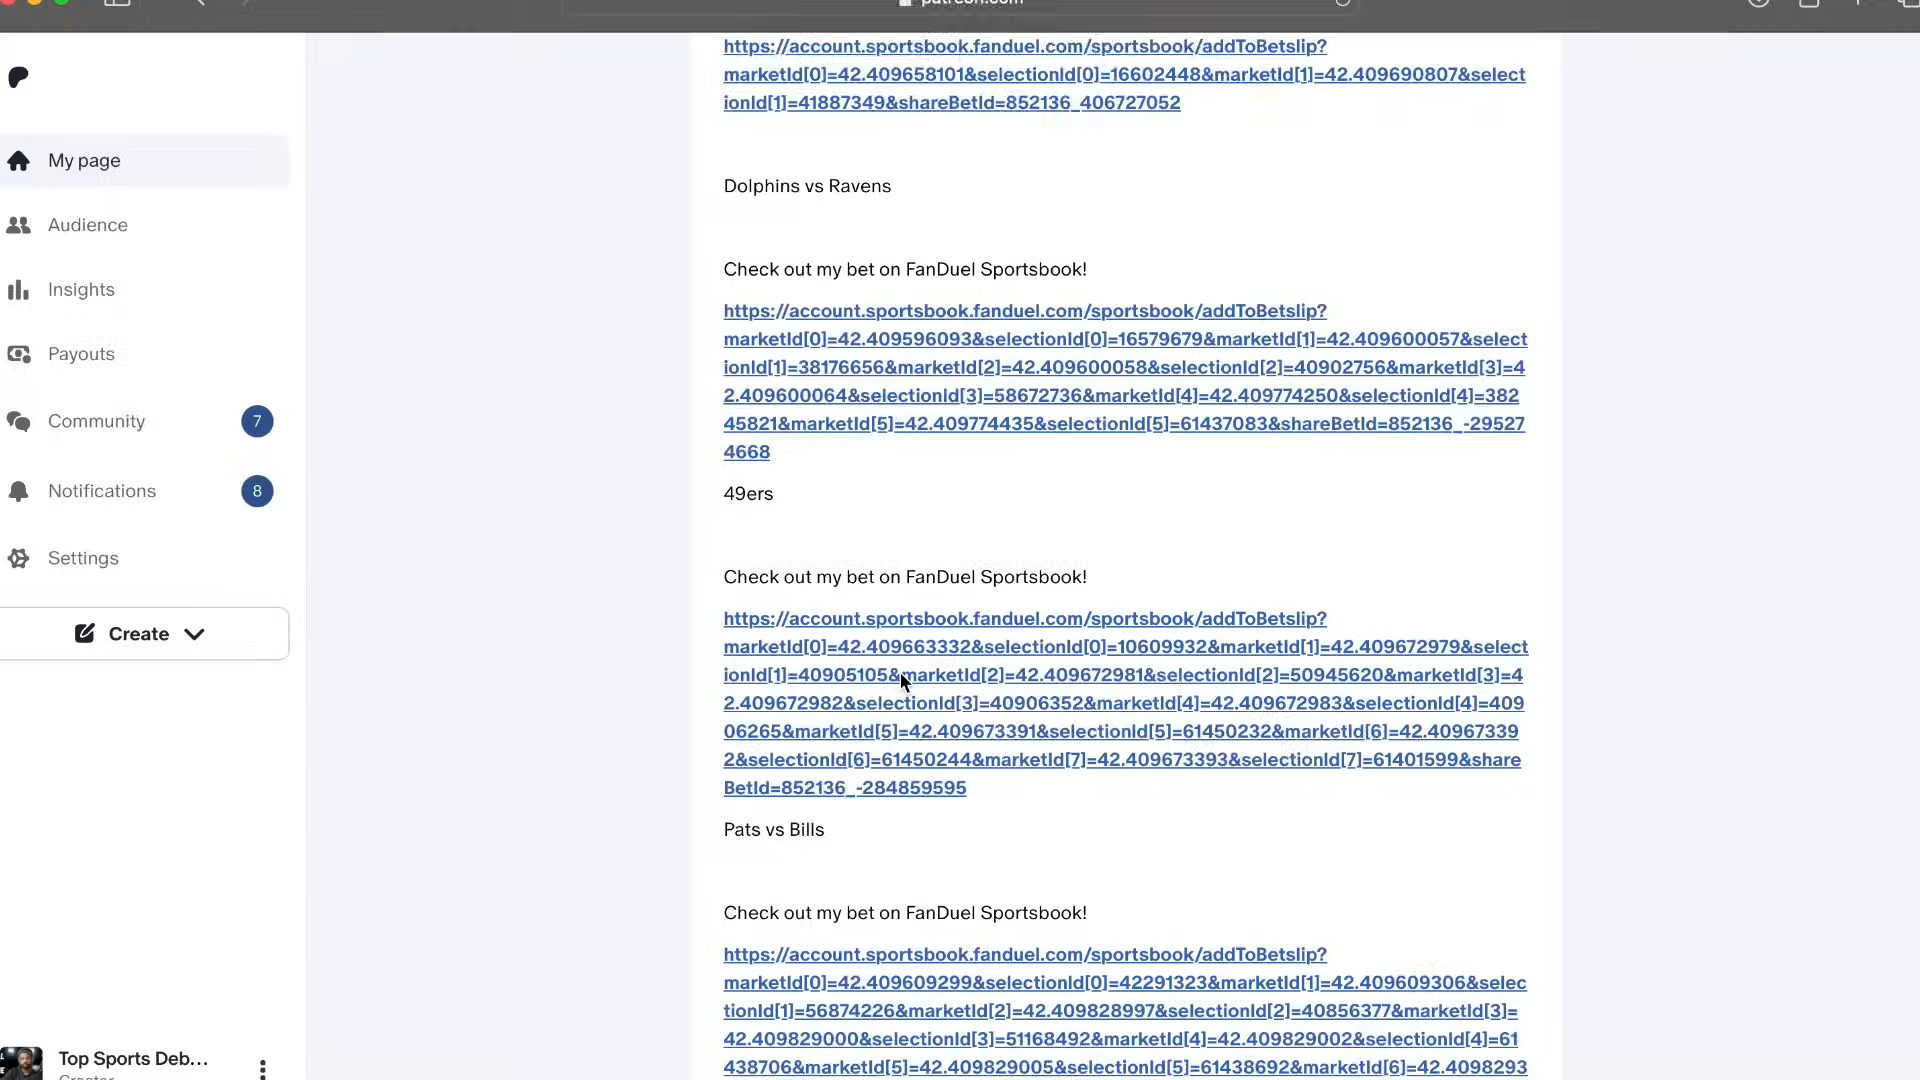 patreon.com
https://account.sportsbook.fanduel.com/sportsbook/addToBetslip?
marketId[0]=42.409658101&selectionId[0]=16602448&marketId[1]=42.409690807&select
ionId[1]=41887349&shareBetId=852136_406727052
My page
Dolphins vs Ravens
Audience
Check out my bet on FanDuel Sportsbook!
Insights
https://account.sportsbook.fanduel.com/sportsbook/addToBetslip?
marketId[0]=42.409596093&selectionId[0]=16579679&marketId[1]=42.409600057&select
ionId[1]=38176656&marketId[2]=42.409600058&selectionId[2]=40902756&marketId[3]=4
2.409600064&selectionId[3]=58672736&marketId[4]=42.409774250&selectionId[4]=382
45821&marketId[5]=42.409774435&selectionId[5]=61437083&shareBetId=852136_-29527
4668
Payouts
Community 7
Notifications 8
49ers
Settings
Check out my bet on FanDuel Sportsbook!
Create
https://account.sportsbook.fanduel.com/sportsbook/addToBetslip?
marketId[0]=42.409663332&selectionId[0]=10609932&marketId[1]=42.409672979&select
ionId[1]=40905105&marketId[2]=42.409672981&selectionId[2]=50945620&marketId[3]=4
2.409672982&selectionId[3]=40906352&marketId[4]=42.409672983&selectionId[4]=409
06265&marketId[5]=42.409673391&selectionId[5]=61450232&marketId[6]=42.40967339
2&selectionId[6]=61450244&marketId[7]=42.409673393&selectionId[7]=61401599&share
BetId=852136_-284859595
Pats vs Bills
Check out my bet on FanDuel Sportsbook!
https://account.sportsbook.fanduel.com/sportsbook/addToBetslip?
marketId[0]=42.409609299&selectionId[0]=42291323&marketId[1]=42.409609306&selec
tionId[1]=56874226&marketId[2]=42.409828997&selectionId[2]=40856377&marketId[3]=
42.409829000&selectionId[3]=51168492&marketId[4]=42.409829002&selectionId[4]=61
438706&marketId[5]=42.409829005&selectionId[5]=61438692&marketId[6]=42.4098293
Top Sports Deb...
Creator